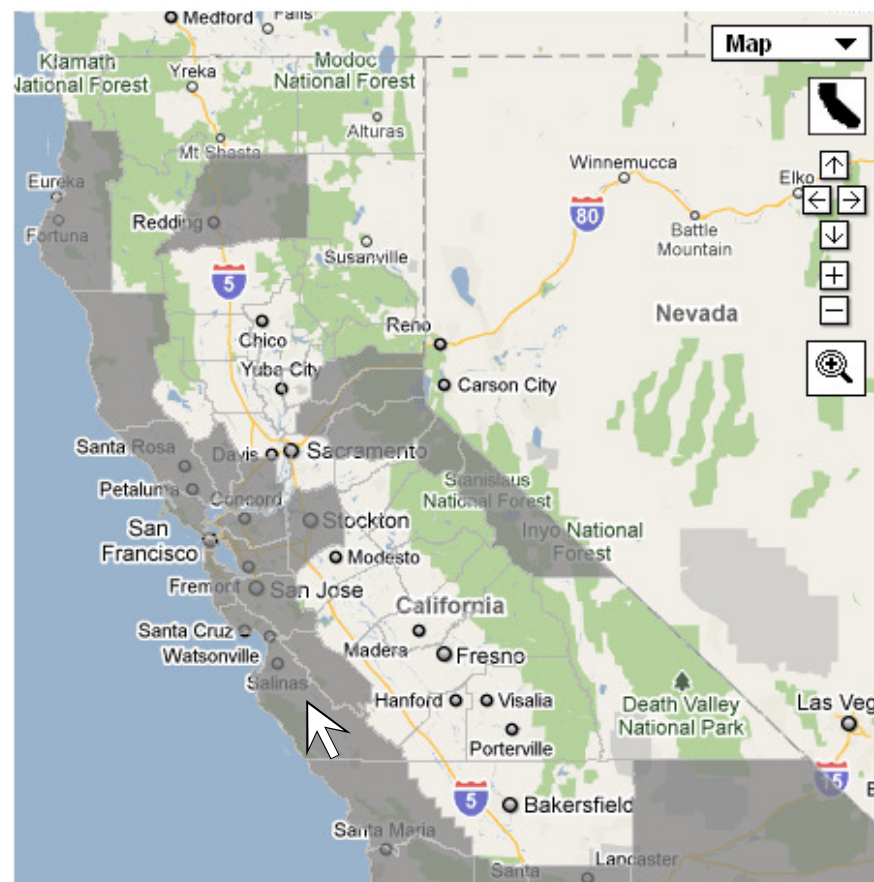 Medford
Falls
Map
Klamath
National Forest
Yreka
Modoc
National Forest
Alturas
Mt Shasta
Winnemucca
Elko
Eureka
Fortuna
Redding
80
Battle
Mountain
Susanville
5
Nevada
Chico
Reno
Yuba City
Carson City
Santa Rosa
Davis
Sacramento
Petaluma
Concord
Stanislaus
National Forest
San
Francisco
Stockton
Inyo National
Forest
Modesto
Fremont
San Jose
California
Santa Cruz
Watsonville
Madera
Fresno
Salinas
Hanford
Visalia
Death Valley
National Park
Las Veg
Porterville
15
5
Bakersfield
E
Santa Maria
Lancaster
Santa